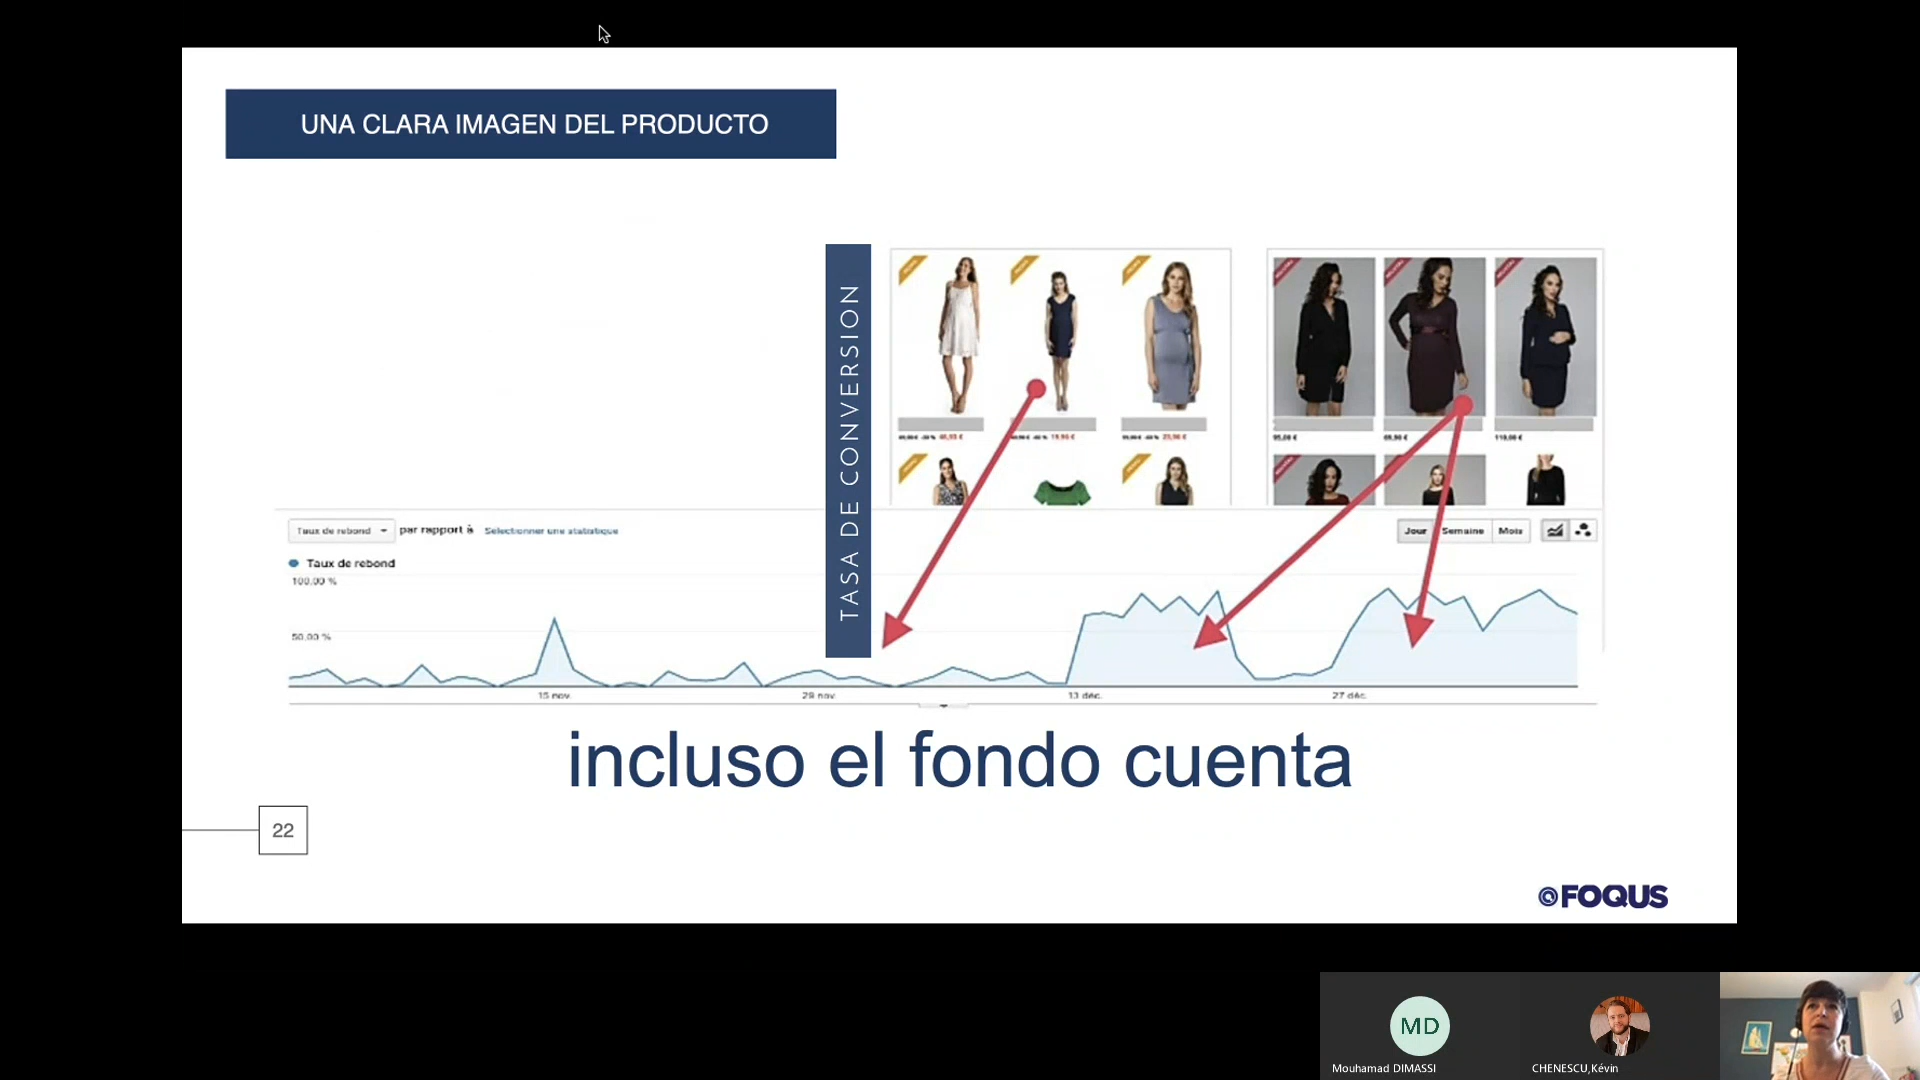 UNA CLARA IMAGEN DEL PRODUCTO
TASA DE CONVERSION
Taux de rebond
par rapport à
Sélectionner une statistique
Jour
Semaine
Mois
Taux de rebond
100,00 %
50,00 %
15 nov.
29 nov.
13 déc.
27 déc.
incluso el fondo cuenta
22
FOQUS
MD
Mouhamad DIMASSI
CHENESCU,Kévin